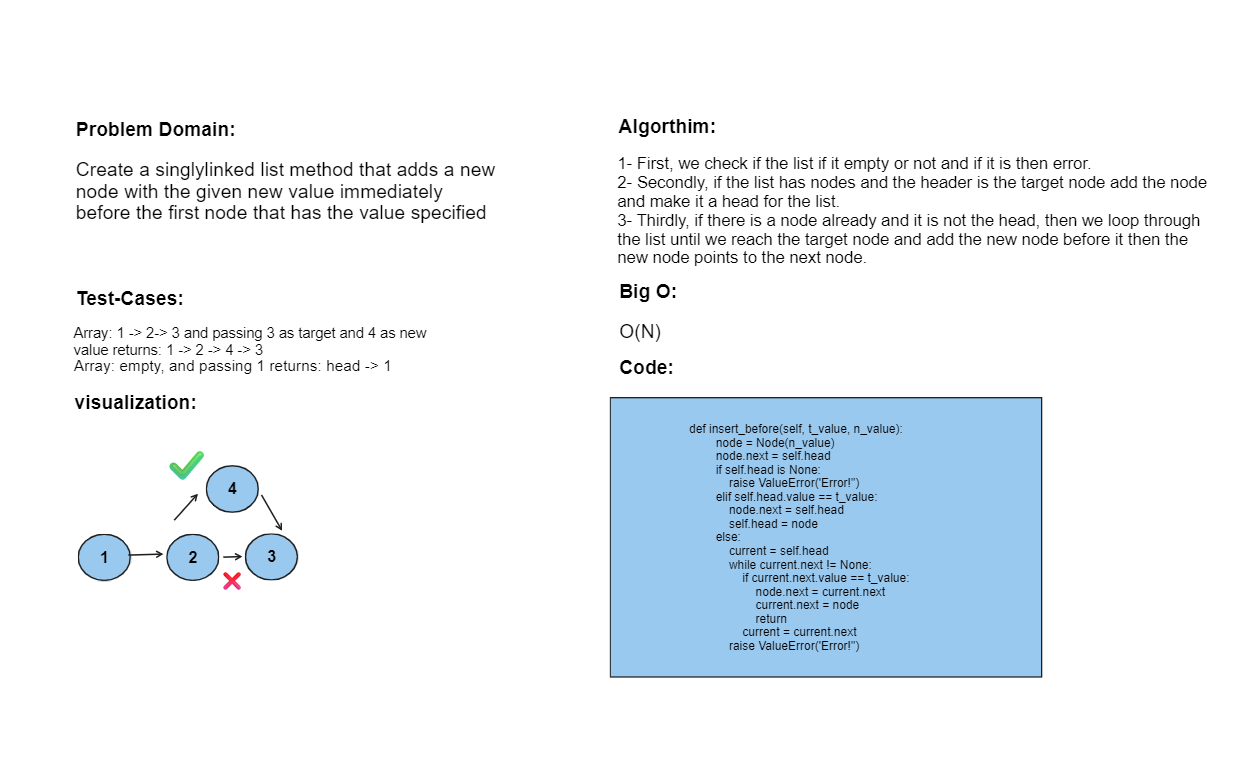 Problem Domain:
Create a singlylinked list method that adds a new
node with the given new value immediately
before the first node that has the value specified
Test-Cases:
Array: 1 -> 2-> 3 and passing 3 as target and 4 as new
value returns: 1 -> 2 -> 4 -> 3
Array: empty, and passing 1 returns: head -> 1
visualization:
4
1
2
3
Algorthim:
1- First, we check if the list if it empty or not and if it is then error.
2- Secondly, if the list has nodes and the header is the target node add the node
and make it a head for the list.
3- Thirdly, if there is a node already and it is not the head, then we loop through
the list until we reach the target node and add the new node before it then the
new node points to the next node.
Big O:
O(N)
Code:
def insert_before(self, t_value, n_value):
node = Node(n_value)
node.next = self.head
if self.head is None:
raise ValueError('Error!")
elif self.head.value == t_value:
node.next = self.head
self.head = node
else:
current = self.head
while current.next != None:
if current.next.value == t_value:
node.next = current.next
current.next = node
return
current = current.next
raise ValueError('Error!")